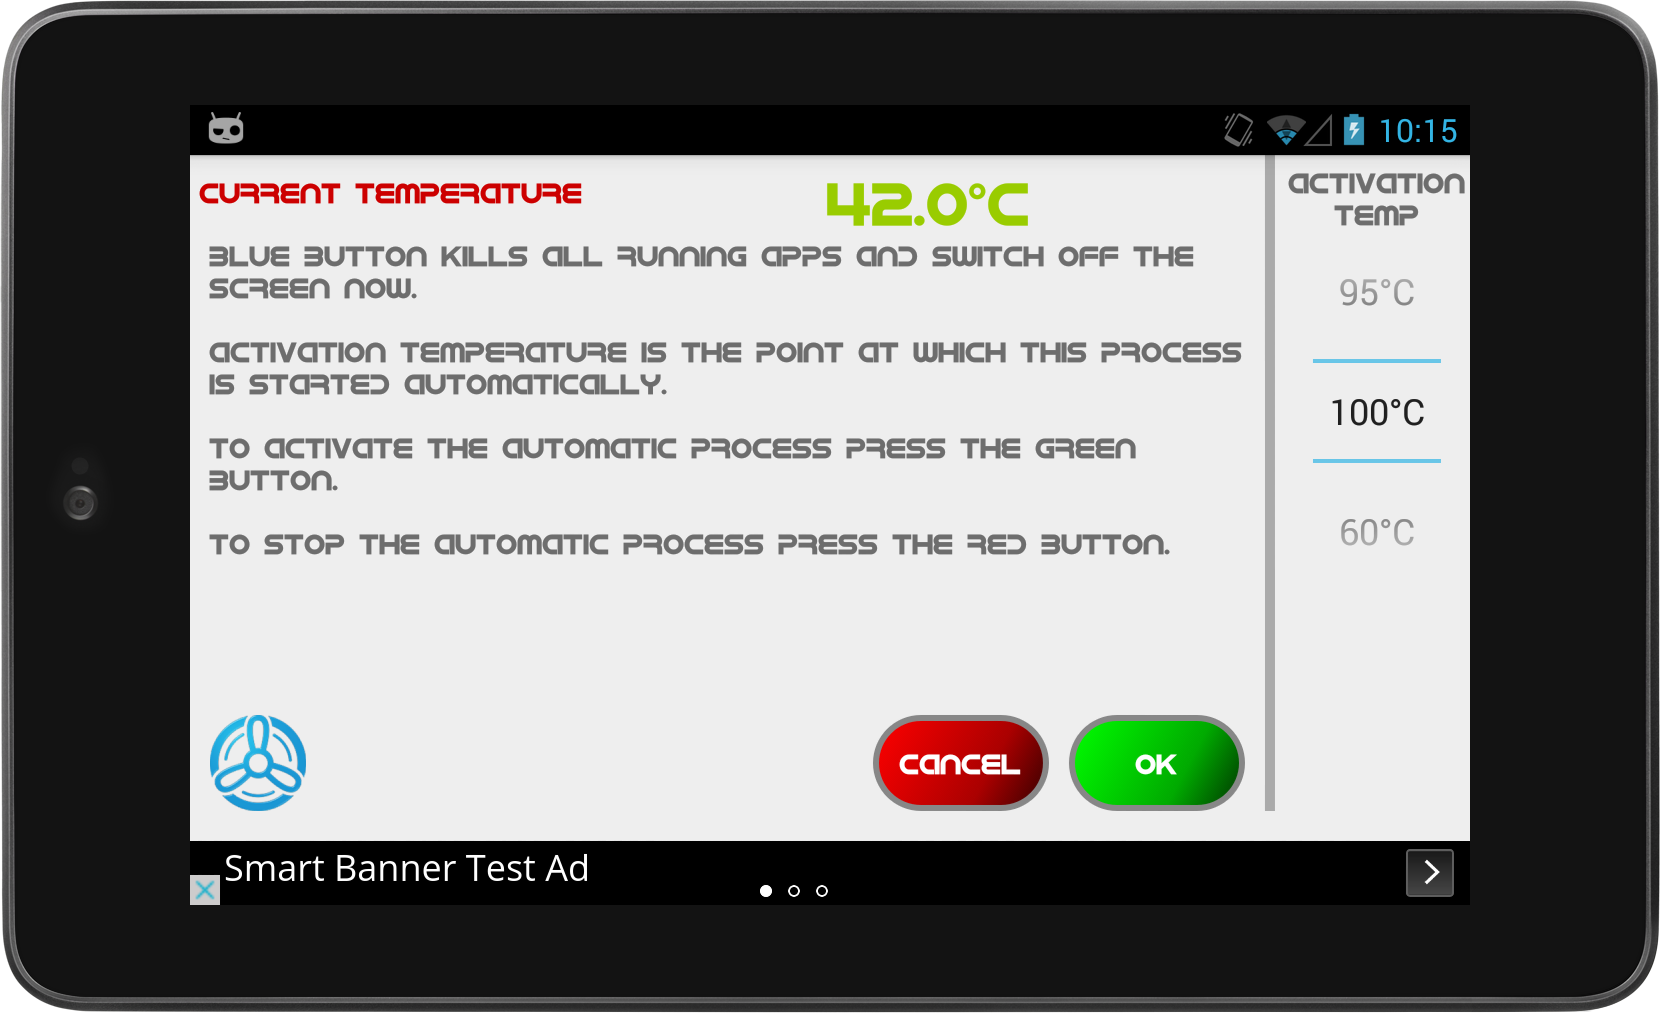 10:15
CURRENT TEMPERATURE
42.0°C
BLUE BUTTON KILLS ALL RUNNING APPS AND SWITCH OFF THE
SCREEN NOW.
ACTIVATION TEMPERATURE IS THE POINT AT WHICH THIS PROCESS
IS STARTED AUTOMATICALLY.
TO ACTIVATE THE AUTOMATIC PROCESS PRESS THE GREEN
BUTTON.
TO STOP THE AUTOMATIC PROCESS PRESS THE RED BUTTON.
CANCEL
OK
ACTIVATION
TEMP
95°C
100°C
60°C
Smart Banner Test Ad